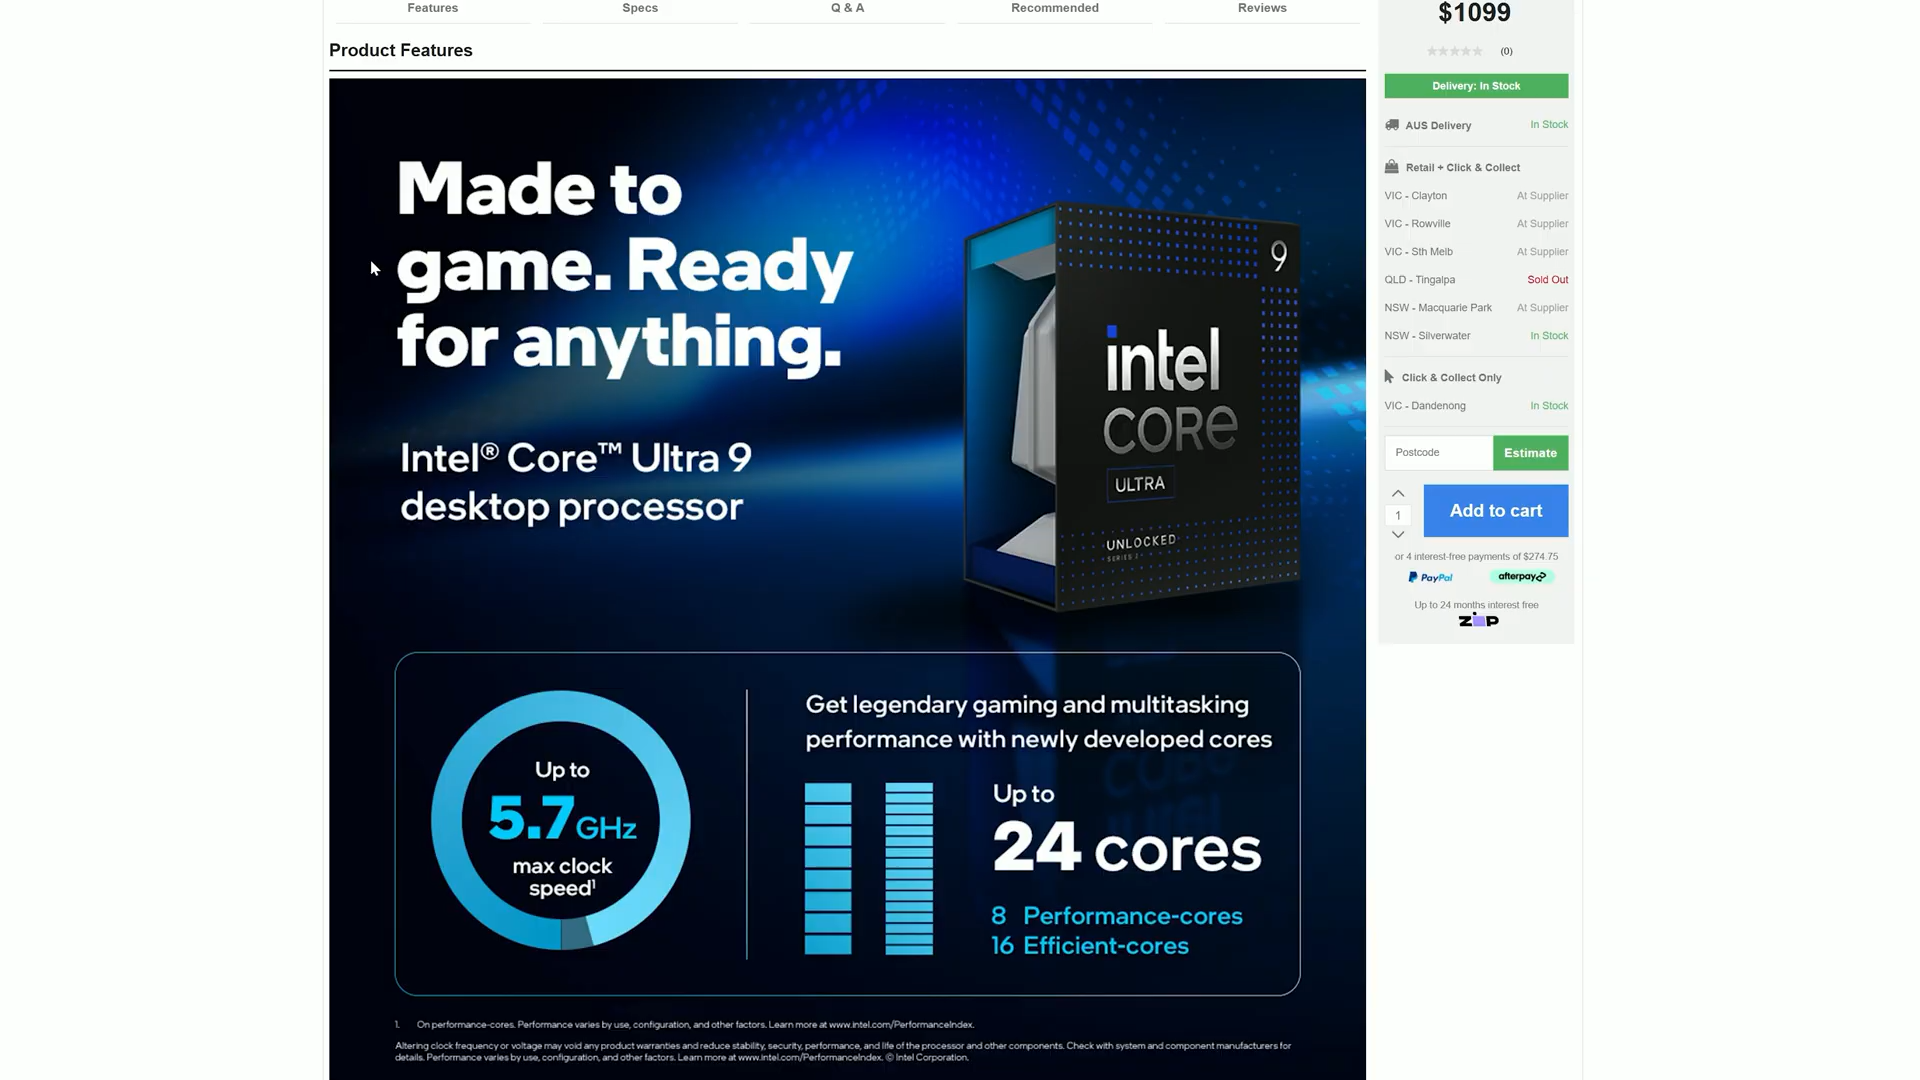 Features
Specs
Q & A
Recommended
Reviews
Product Features
Made to
game. Ready
for anything.
Intel® Core™ Ultra 9
desktop processor
9
intel
CORE
ULTRA
UNLOCKED
SERIES 2
Up to
5.7 GHz
max clock
speed¹
Get legendary gaming and multitasking
performance with newly developed cores
Up to
24 cores
8 Performance-cores
16 Efficient-cores
1. On performance-cores. Performance varies by use, configuration, and other factors. Learn more at www.intel.com/PerformanceIndex.
Altering clock frequency or voltage may void any product warranties and reduce stability, security, performance, and life of the processor and other components. Check with system and component manufacturers for
details. Performance varies by use, configuration, and other factors. Learn more at www.intel.com/PerformanceIndex. © Intel Corporation.
$1099
(0)
Delivery: In Stock
AUS Delivery In Stock
Retail + Click & Collect
VIC - Clayton At Supplier
VIC - Rowville At Supplier
VIC - Sth Melb At Supplier
QLD - Tingalpa Sold Out
NSW - Macquarie Park At Supplier
NSW - Silverwater In Stock
Click & Collect Only
VIC - Dandenong In Stock
Postcode Estimate
1 Add to cart
or 4 interest-free payments of $274.75
PayPal afterpay
Up to 24 months interest free
zip